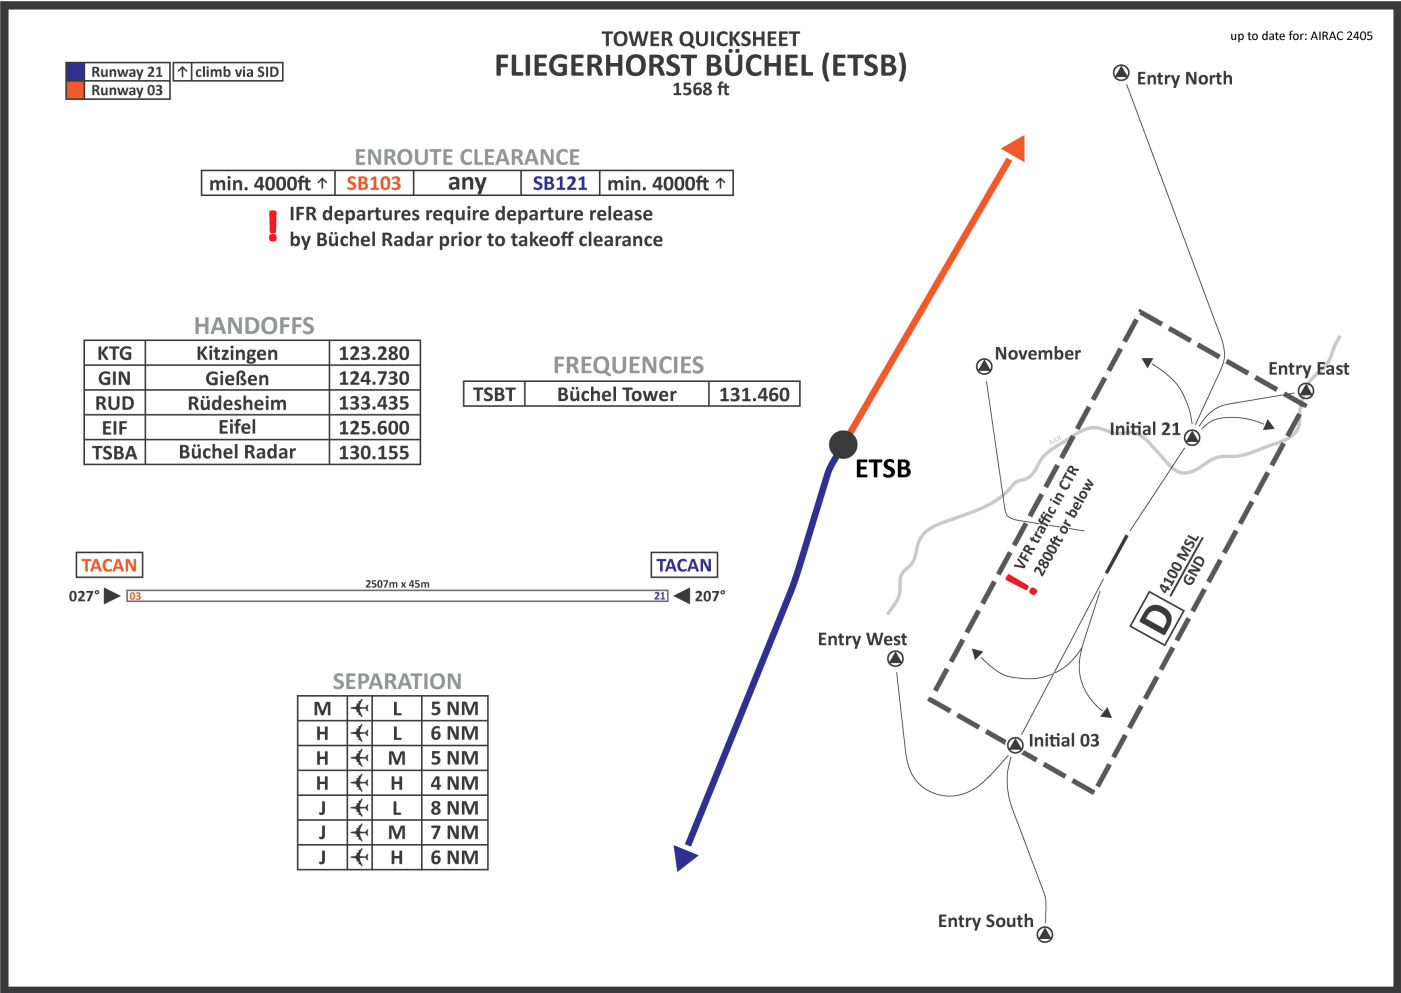 TOWER QUICKSHEET
FLIEGERHORST BÜCHEL (ETSB)
1568 ft
up to date for: AIRAC 2405
Runway 21 ↑ climb via SID
Runway 03
ENROUTE CLEARANCE
min. 4000ft ↑ SB103 any SB121 min. 4000ft ↑
! IFR departures require departure release
by Büchel Radar prior to takeoff clearance
HANDOFFS
KTG Kitzingen 123.280
GIN Gießen 124.730
RUD Rüdesheim 133.435
EIF Eifel 125.600
TSBA Büchel Radar 130.155
FREQUENCIES
TSBT Büchel Tower 131.460
TACAN TACAN
2507m x 45m
027° 03 21 207°
SEPARATION
M L 5 NM
H L 6 NM
H M 5 NM
H H 4 NM
J L 8 NM
J M 7 NM
J H 6 NM
ETSB
Entry North
November
Entry East
Initial 21
A48
! VFR traffic in CTR
2800ft or below
D 4100 MSL
GND
Entry West
Initial 03
Entry South